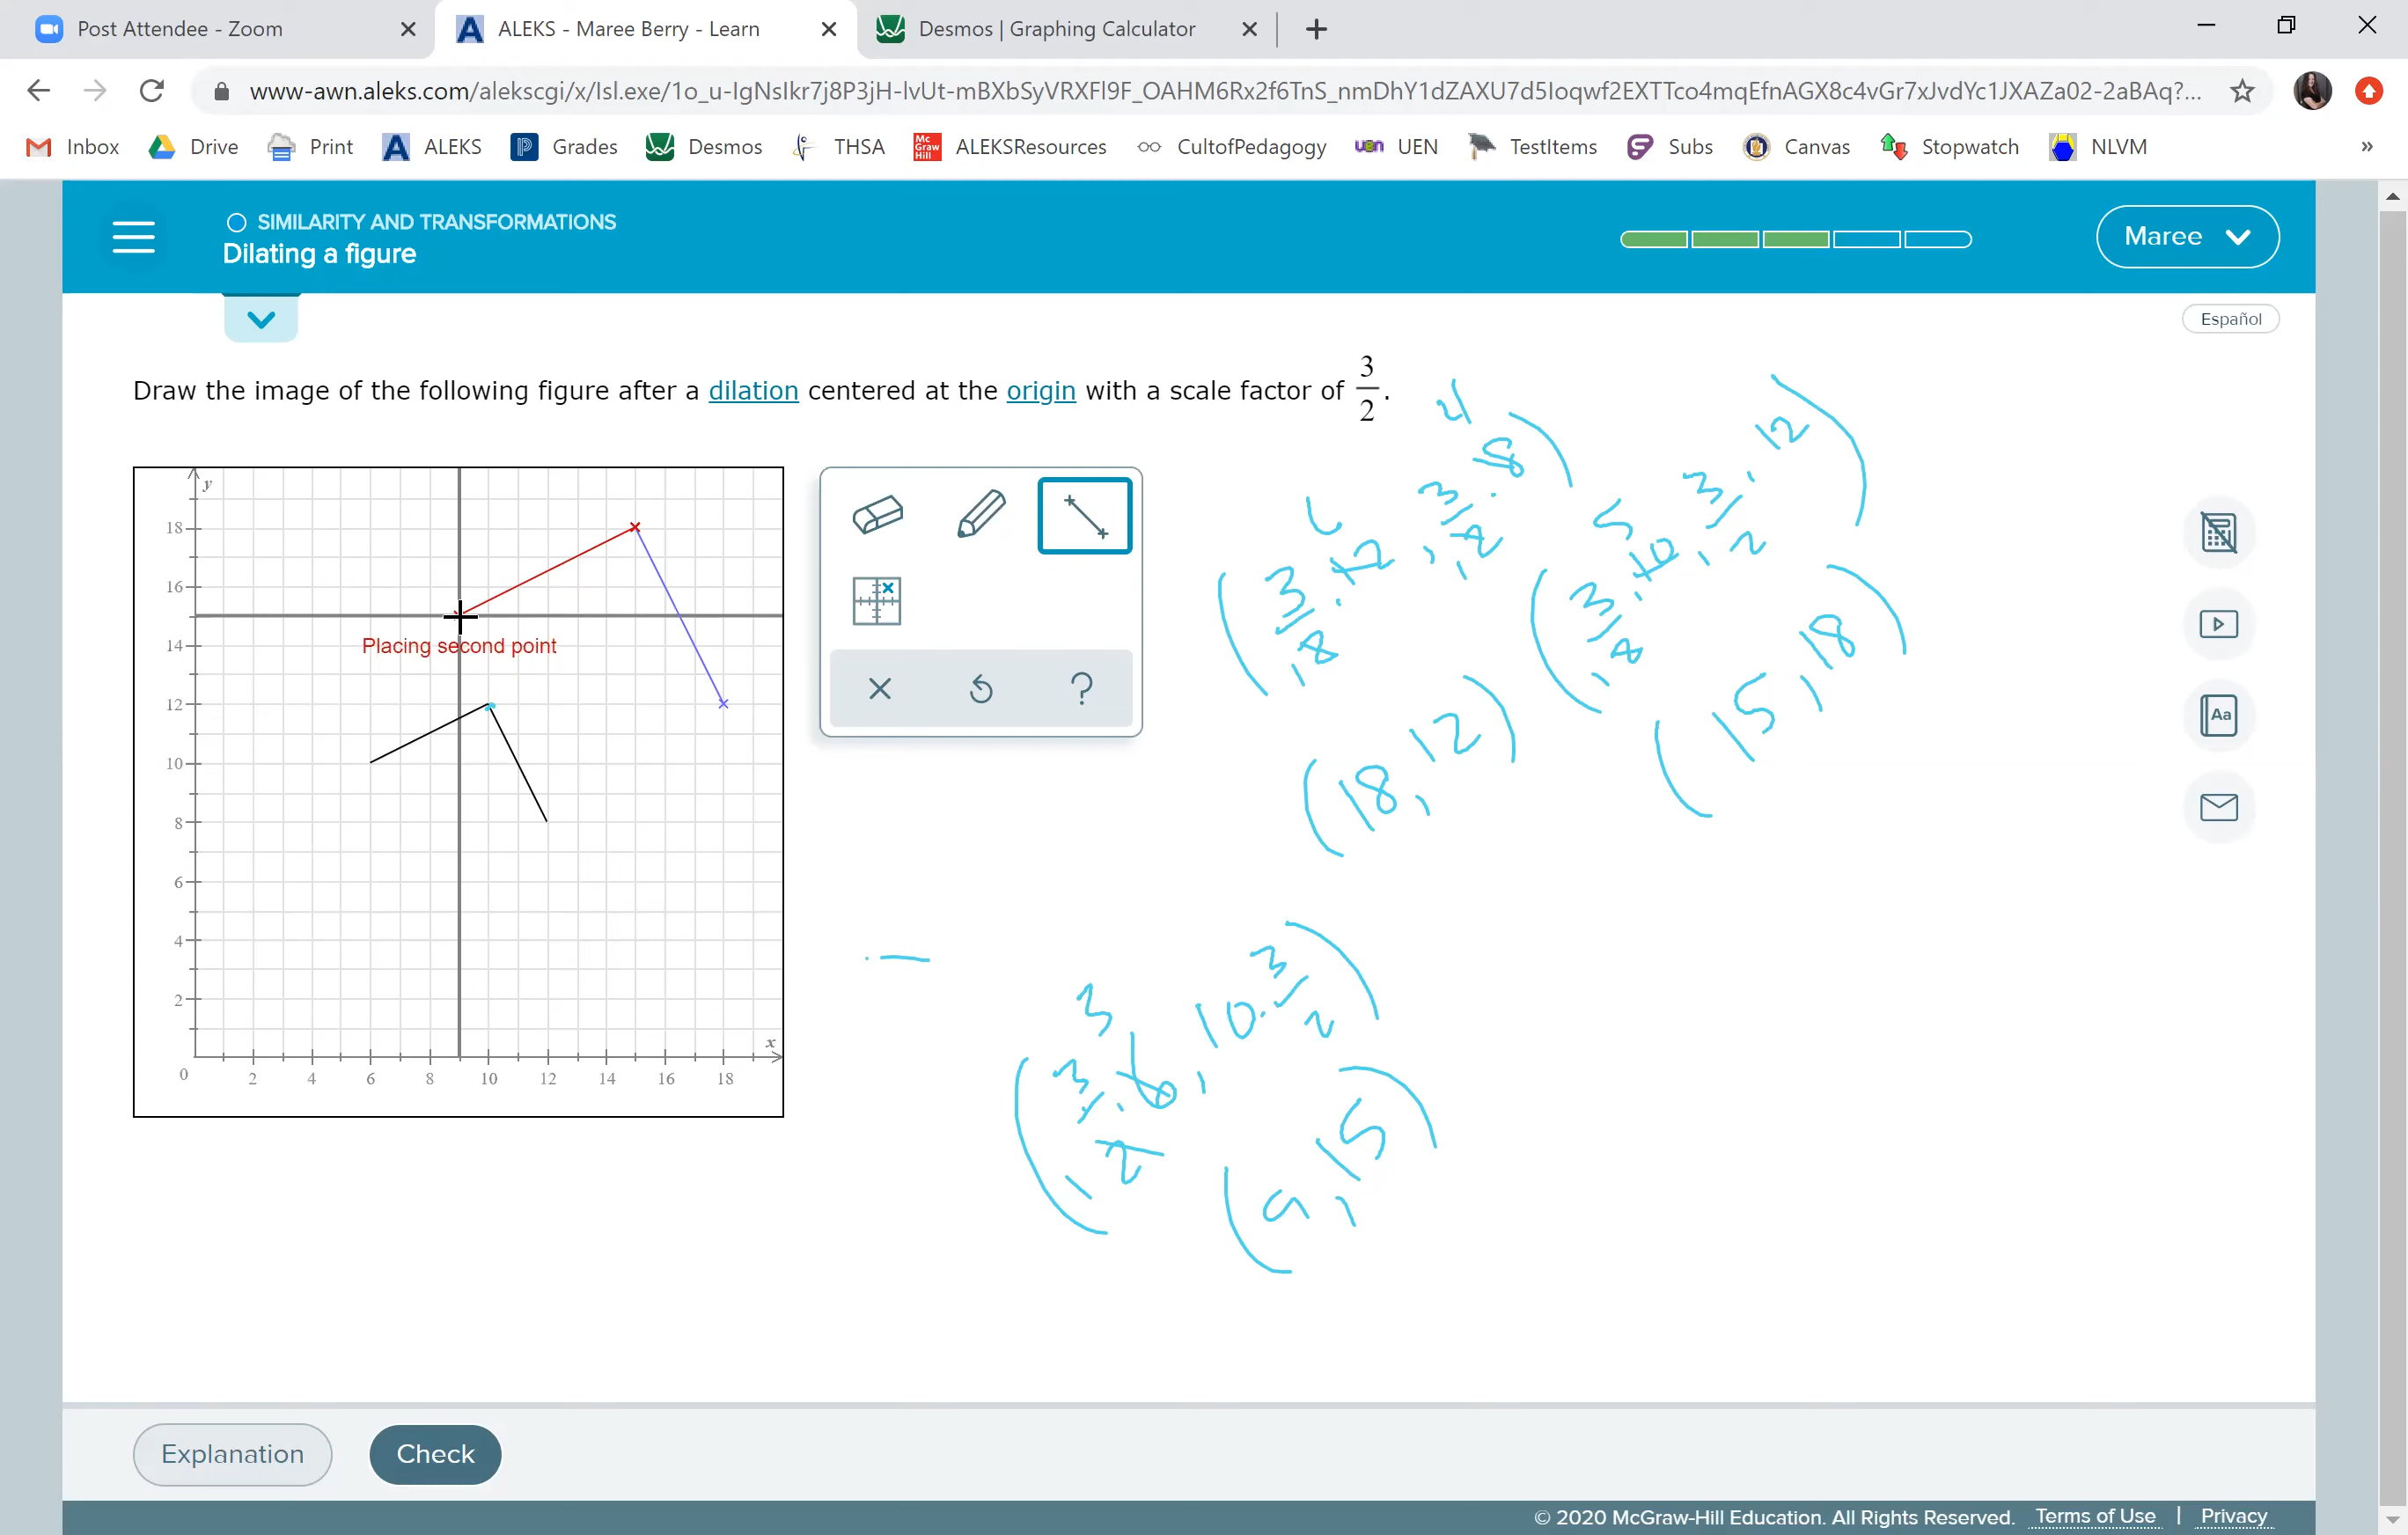 Post Attendee - Zoom
ALEKS - Maree Berry - Learn
Desmos | Graphing Calculator
www-awn.aleks.com/alekscgi/x/Isl.exe/1o_u-IgNsIkr7j8P3jH-lvUt-mBXbSyVRXFl9F_OAHM6Rx2f6TnS_nmDhY1dZAXU7d5Ioqwf2EXTTco4mqEfnAGX8c4vGr7xJvdYc1JXAZa02-2aBAq?...
Inbox Drive Print ALEKS Grades Desmos THSA ALEKSResources CultofPedagogy UEN TestItems Subs Canvas Stopwatch NLVM »
SIMILARITY AND TRANSFORMATIONS
Dilating a figure
Maree
Español
Draw the image of the following figure after a dilation centered at the origin with a scale factor of 3/2.
y
18
16
14
12
10
8
6
4
2
0 2 4 6 8 10 12 14 16 18
x
Placing second point
?
Aa
(18, 12)
(15, 18)
(9, 15)
Explanation
Check
© 2020 McGraw-Hill Education. All Rights Reserved. Terms of Use | Privacy